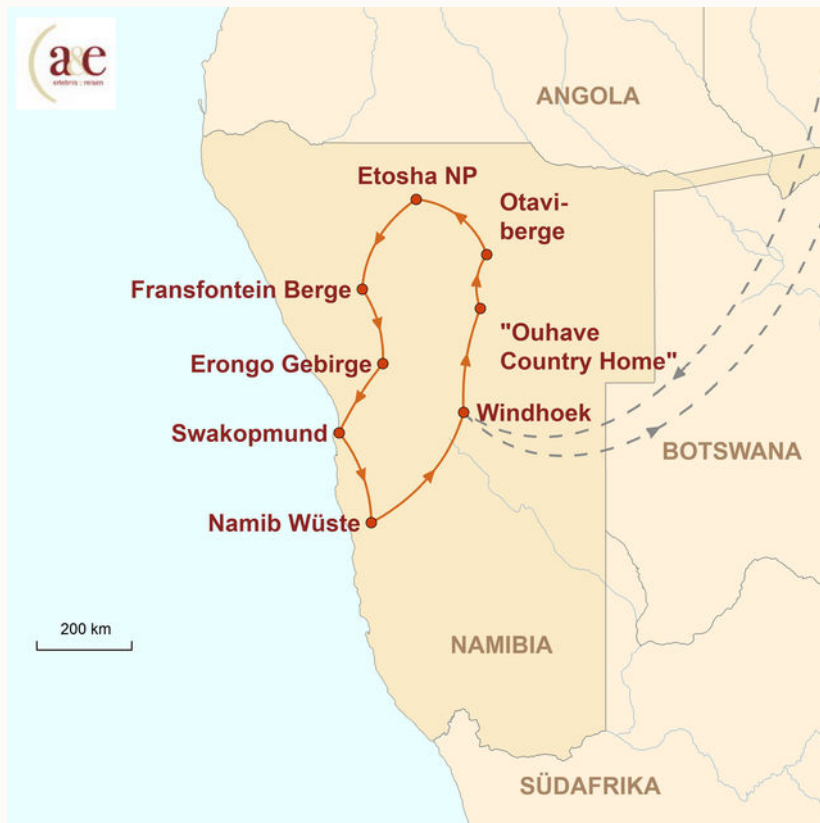 a&e
erlebnis : reisen
ANGOLA
Etosha NP
Otavi-
berge
Fransfontein Berge
"Ouhave
Country Home"
Erongo Gebirge
Windhoek
Swakopmund
BOTSWANA
Namib Wüste
200 km
NAMIBIA
SÜDAFRIKA